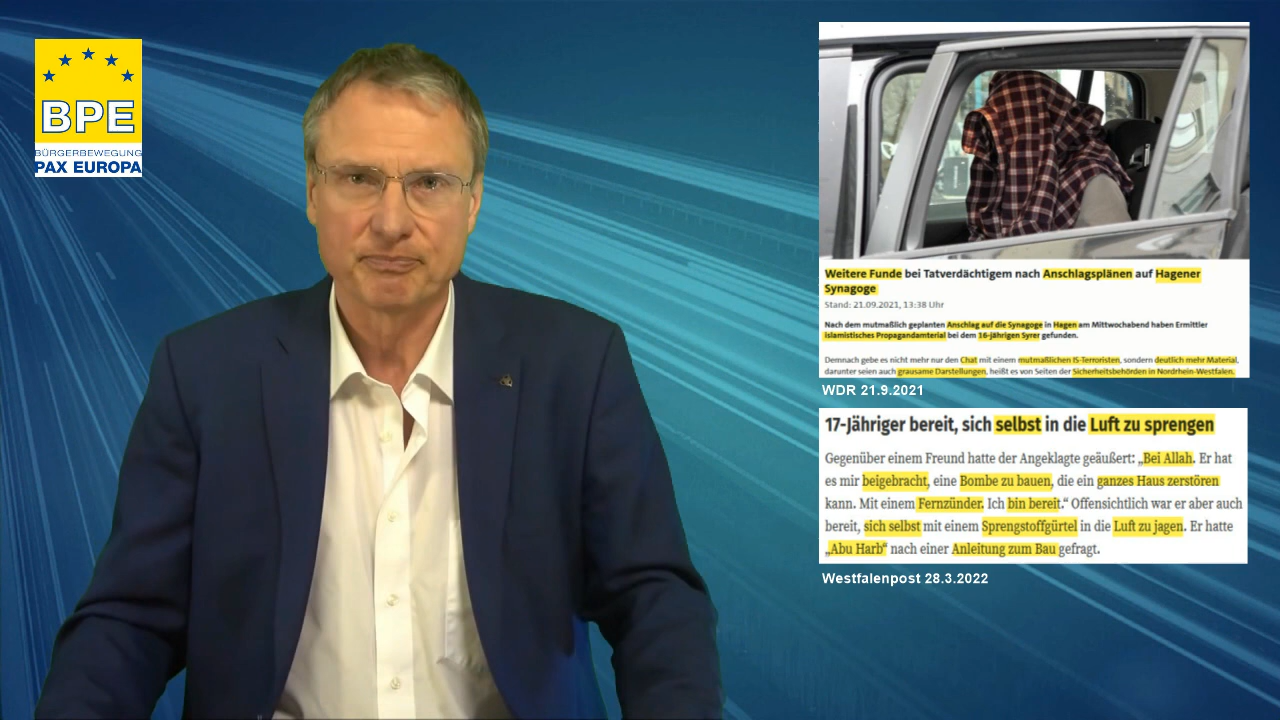 BPE
BÜRGERBEWEGUNG
PAX EUROPA
Weitere Funde bei Tatverdächtigem nach Anschlagsplänen auf Hagener
Synagoge
Stand: 21.09.2021, 13:38 Uhr
Nach dem mutmaßlich geplanten Anschlag auf die Synagoge in Hagen am Mittwochabend haben Ermittler
islamistisches Propagandamterial bei dem 16-jährigen Syrer gefunden.
Demnach gebe es nicht mehr nur den Chat mit einem mutmaßlichen IS-Terroristen, sondern deutlich mehr Material,
darunter seien auch grausame Darstellungen, heißt es von Seiten der Sicherheitsbehörden in Nordrhein-Westfalen.
WDR 21.9.2021
17-Jähriger bereit, sich selbst in die Luft zu sprengen
Gegenüber einem Freund hatte der Angeklagte geäußert: „Bei Allah. Er hat
es mir beigebracht, eine Bombe zu bauen, die ein ganzes Haus zerstören
kann. Mit einem Fernzünder. Ich bin bereit.“ Offensichtlich war er aber auch
bereit, sich selbst mit einem Sprengstoffgürtel in die Luft zu jagen. Er hatte
„Abu Harb“ nach einer Anleitung zum Bau gefragt.
Westfalenpost 28.3.2022